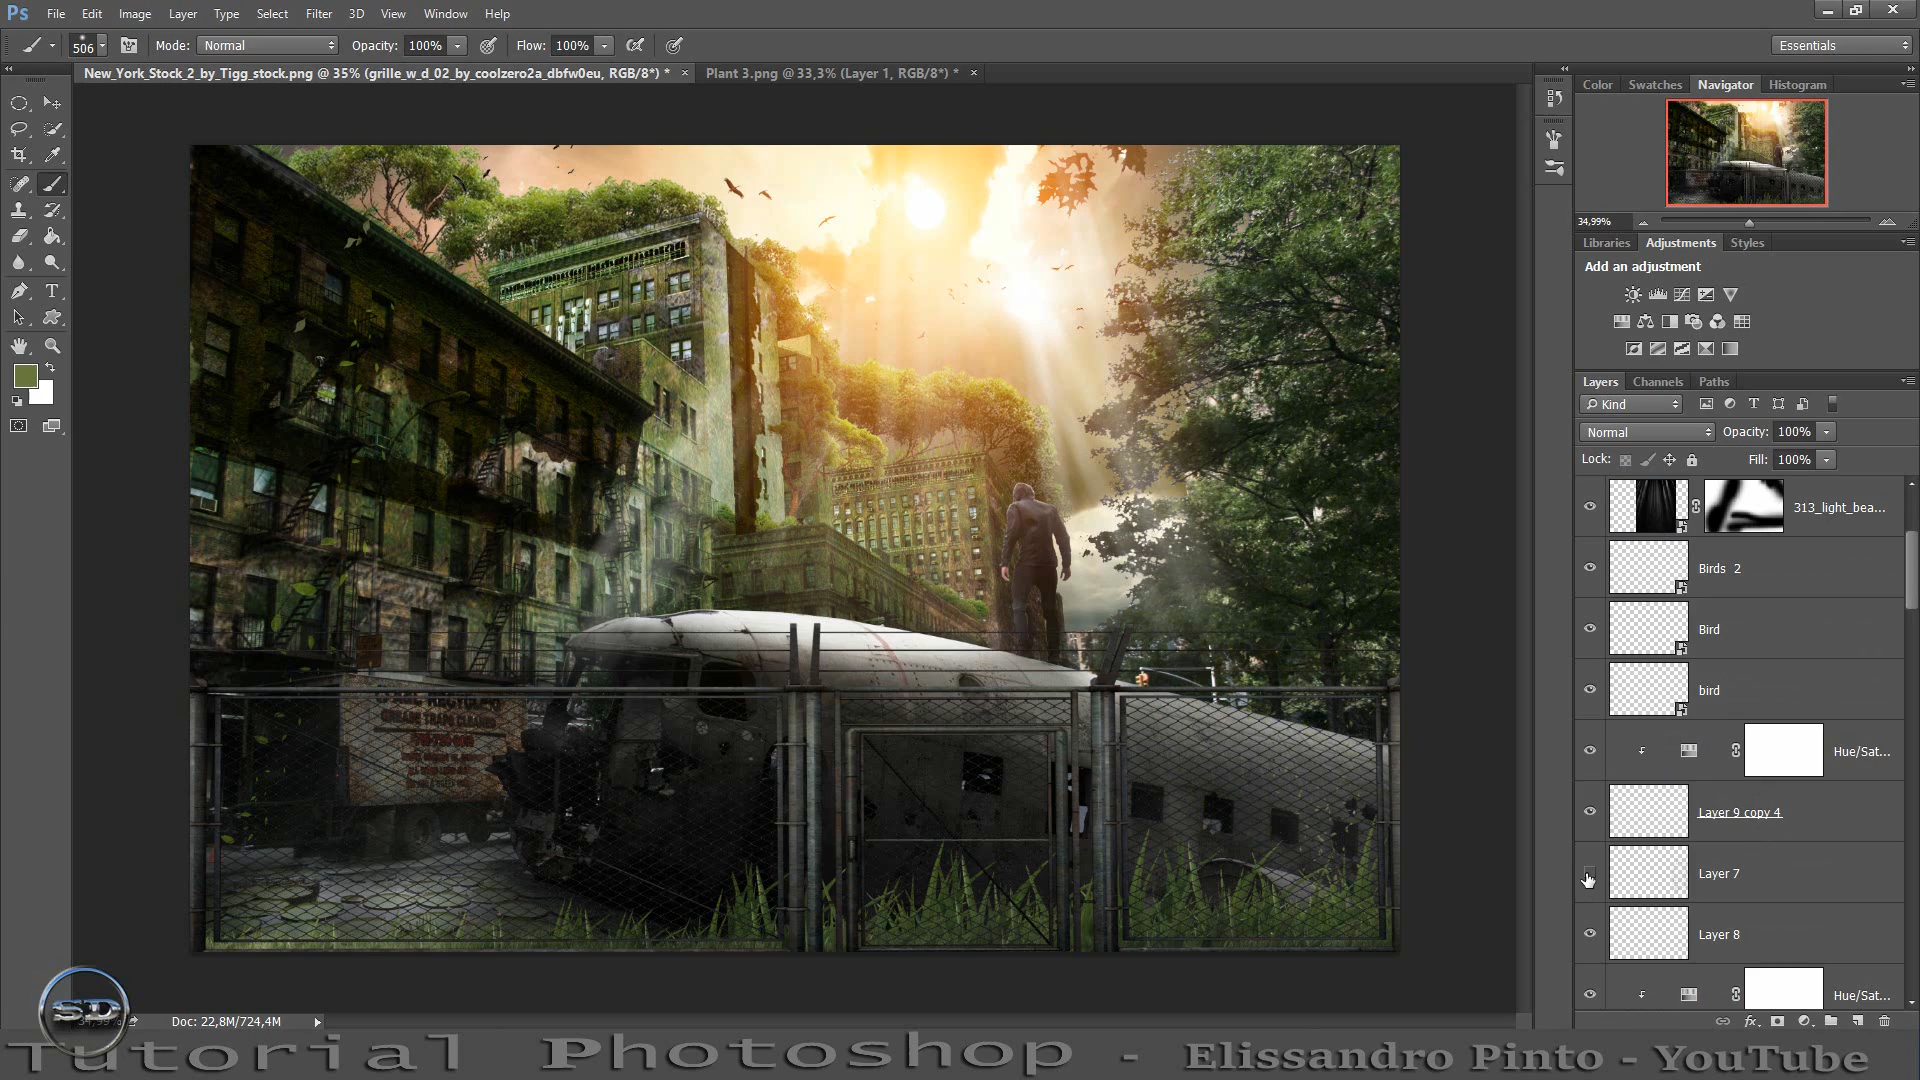 Ps File Edit Image Layer Type Select Filter 3D View Window Help
506 Mode: Normal Opacity: 100% Flow: 100% Essentials
New_York_Stock_2_by_Tigg_stock.png @ 35% (grille_w_d_02_by_coolzero2a_dbfw0eu, RGB/8*) * × Plant 3.png @ 33,3% (Layer 1, RGB/8*) * ×
Color Swatches Navigator Histogram
34,99%
Libraries Adjustments Styles
Add an adjustment
Layers Channels Paths
Kind
Normal Opacity: 100%
Lock: Fill: 100%
313_light_bea...
Birds 2
Bird
bird
Hue/Sat...
Layer 9 copy 4
Layer 7
Layer 8
Hue/Sat...
SD
34,99% Doc: 22,8M/724,4M
Tutorial Photoshop - Elissandro Pinto - YouTube